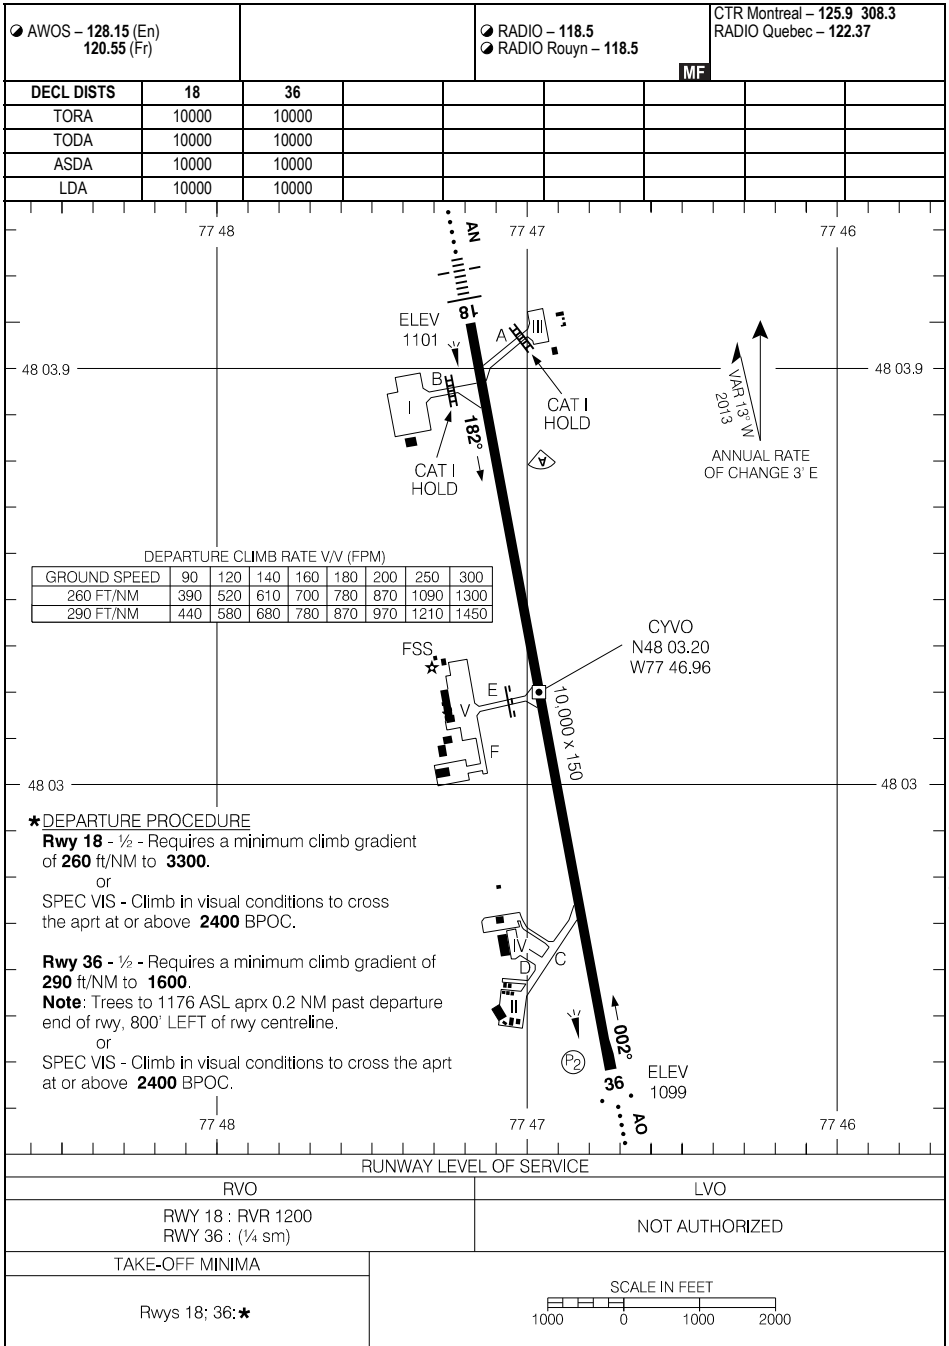 AWOS – 128.15 (En)
120.55 (Fr)
RADIO – 118.5
RADIO Rouyn – 118.5
MF
CTR Montreal – 125.9 308.3
RADIO Quebec – 122.37
DECL DISTS 18 36
TORA 10000 10000
TODA 10000 10000
ASDA 10000 10000
LDA 10000 10000
77 48 77 47 77 46
AN
18
ELEV
1101
A
III
48 03.9 48 03.9
B
I
CAT I
HOLD
182°
CAT I
HOLD
A
VAR 13° W
2013
ANNUAL RATE
OF CHANGE 3' E
DEPARTURE CLIMB RATE V/V (FPM)
GROUND SPEED 90 120 140 160 180 200 250 300
260 FT/NM 390 520 610 700 780 870 1090 1300
290 FT/NM 440 580 680 780 870 970 1210 1450
CYVO
N48 03.20
W77 46.96
FSS
E
V
F
10,000 x 150
48 03 48 03
*DEPARTURE PROCEDURE
Rwy 18 - ½ - Requires a minimum climb gradient
of 260 ft/NM to 3300.
or
SPEC VIS - Climb in visual conditions to cross
the aprt at or above 2400 BPOC.
Rwy 36 - ½ - Requires a minimum climb gradient of
290 ft/NM to 1600.
Note: Trees to 1176 ASL aprx 0.2 NM past departure
end of rwy, 800' LEFT of rwy centreline.
or
SPEC VIS - Climb in visual conditions to cross the aprt
at or above 2400 BPOC.
IV
D
C
II
002°
P2
36
ELEV
1099
AO
77 48 77 47 77 46
RUNWAY LEVEL OF SERVICE
RVO LVO
RWY 18 : RVR 1200
RWY 36 : (¼ sm)
NOT AUTHORIZED
TAKE-OFF MINIMA
Rwys 18; 36:*
SCALE IN FEET
1000 0 1000 2000